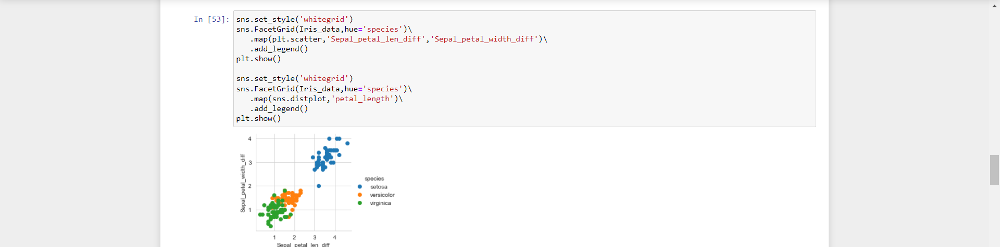 In [53]:
sns.set_style('whitegrid')
sns.FacetGrid(Iris_data,hue='species')\
   .map(plt.scatter,'Sepal_petal_len_diff','Sepal_petal_width_diff')\
   .add_legend()
plt.show()

sns.set_style('whitegrid')
sns.FacetGrid(Iris_data,hue='species')\
   .map(sns.distplot,'petal_length')\
   .add_legend()
plt.show()
4
3
2
1
Sepal_petal_width_diff
1 2 3 4
Sepal_petal_len_diff
species
setosa
versicolor
virginica